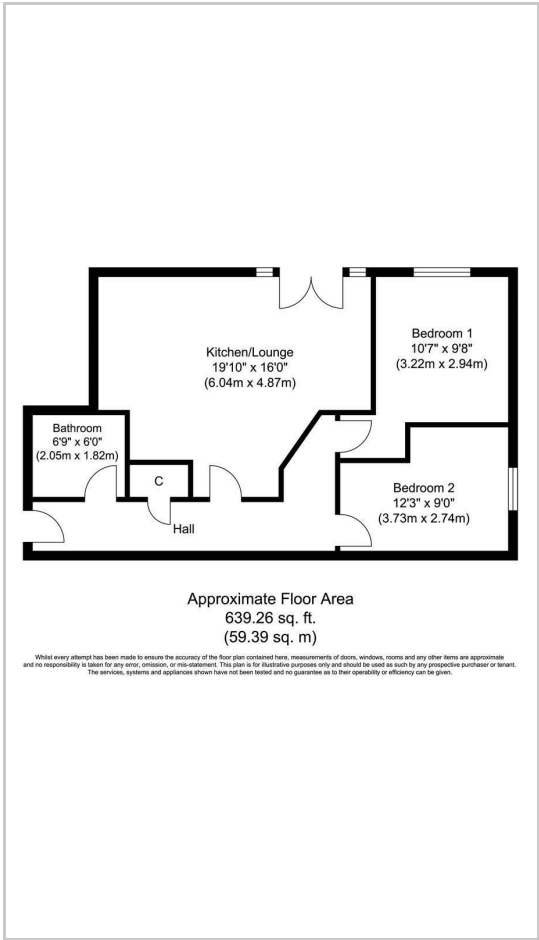 Kitchen/Lounge
19'10" x 16'0"
(6.04m x 4.87m)
Bedroom 1
10'7" x 9'8"
(3.22m x 2.94m)
Bathroom
6'9" x 6'0"
(2.05m x 1.82m)
C
Hall
Bedroom 2
12'3" x 9'0"
(3.73m x 2.74m)
Approximate Floor Area
639.26 sq. ft.
(59.39 sq. m)
Whilst every attempt has been made to ensure the accuracy of the floor plan contained here, measurements of doors, windows, rooms and any other items are approximate
and no responsibility is taken for any error, omission, or mis-statement. This plan is for illustrative purposes only and should be used as such by any prospective purchaser or tenant.
The services, systems and appliances shown have not been tested and no guarantee as to their operability or efficiency can be given.